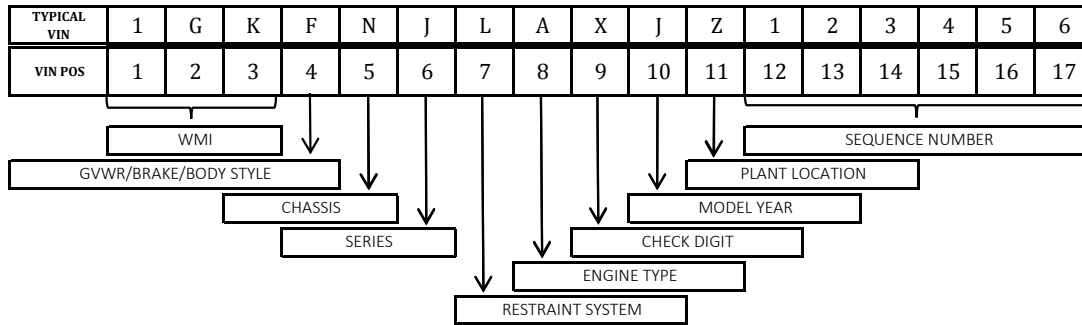 TYPICAL VIN 1 G K F N J L A X J Z 1 2 3 4 5 6
VIN POS 1 2 3 4 5 6 7 8 9 10 11 12 13 14 15 16 17
WMI SEQUENCE NUMBER
GVWR/BRAKE/BODY STYLE PLANT LOCATION
CHASSIS MODEL YEAR
SERIES CHECK DIGIT
ENGINE TYPE
RESTRAINT SYSTEM